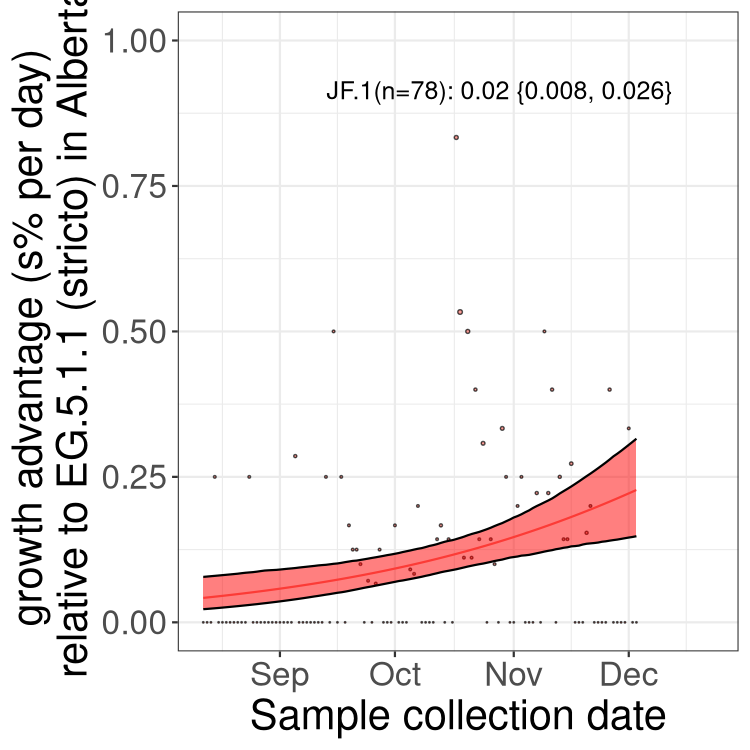 growth advantage (s% per day)
relative to EG.5.1.1 (stricto) in Alberta
1.00
0.75
0.50
0.25
0.00
JF.1(n=78): 0.02 {0.008, 0.026}
Sep Oct Nov Dec
Sample collection date